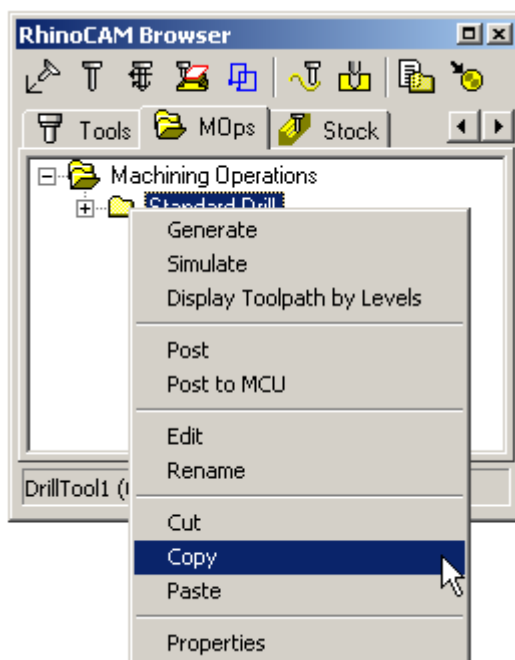 RhinoCAM Browser
Tools MOps Stock
Machining Operations
Standard Drill
Generate
Simulate
Display Toolpath by Levels
Post
Post to MCU
Edit
Rename
DrillTool1 (
Cut
Copy
Paste
Properties